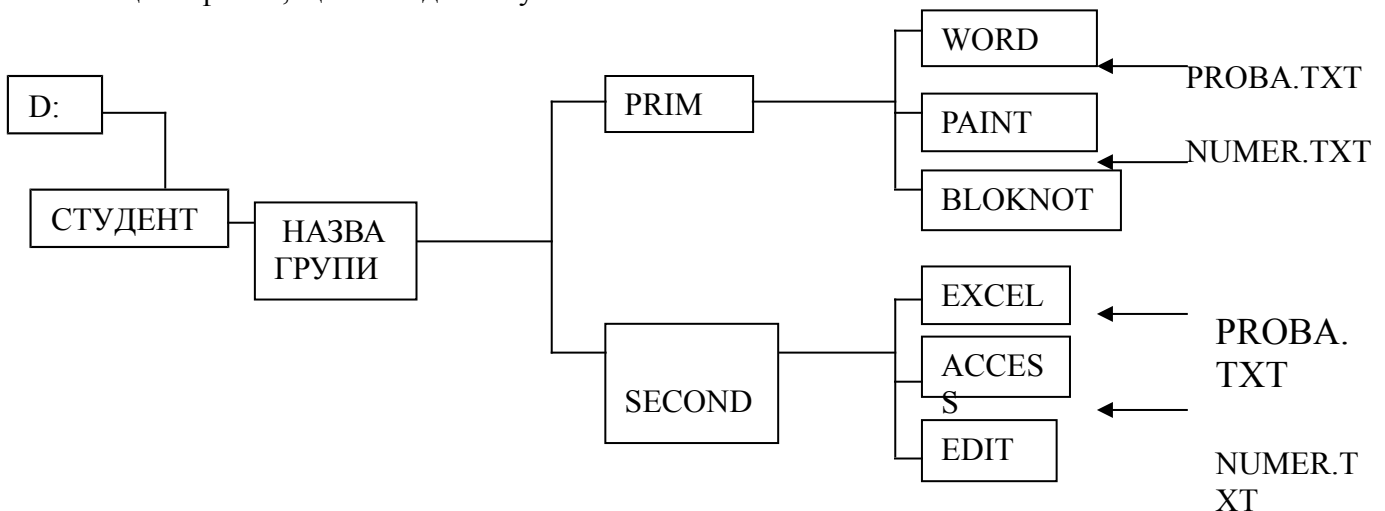 WORD
PROBA.TXT
D:
PRIM
PAINT
NUMER.TXT
BLOKNOT
СТУДЕНТ
НАЗВА
ГРУПИ
EXCEL
PROBA.
TXT
ACCES
S
SECOND
EDIT
NUMER.T
XT